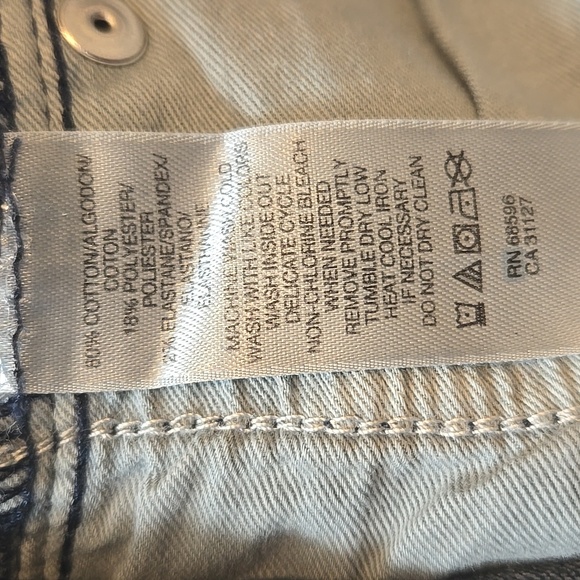 80% COTTON/ALGODON/
COTON
18% POLYESTER/
POLIESTER
ELASTANE/SPANDEX/
ELASTANO/
MACHINE WASH COLD
WASH WITH LIKE COLORS
WASH INSIDE OUT
DELICATE CYCLE
NON-CHLORINE BLEACH
WHEN NEEDED
REMOVE PROMPTLY
TUMBLE DRY LOW
HEAT COOL IRON
IF NECESSARY
DO NOT DRY CLEAN
RN 68596
CA 31127